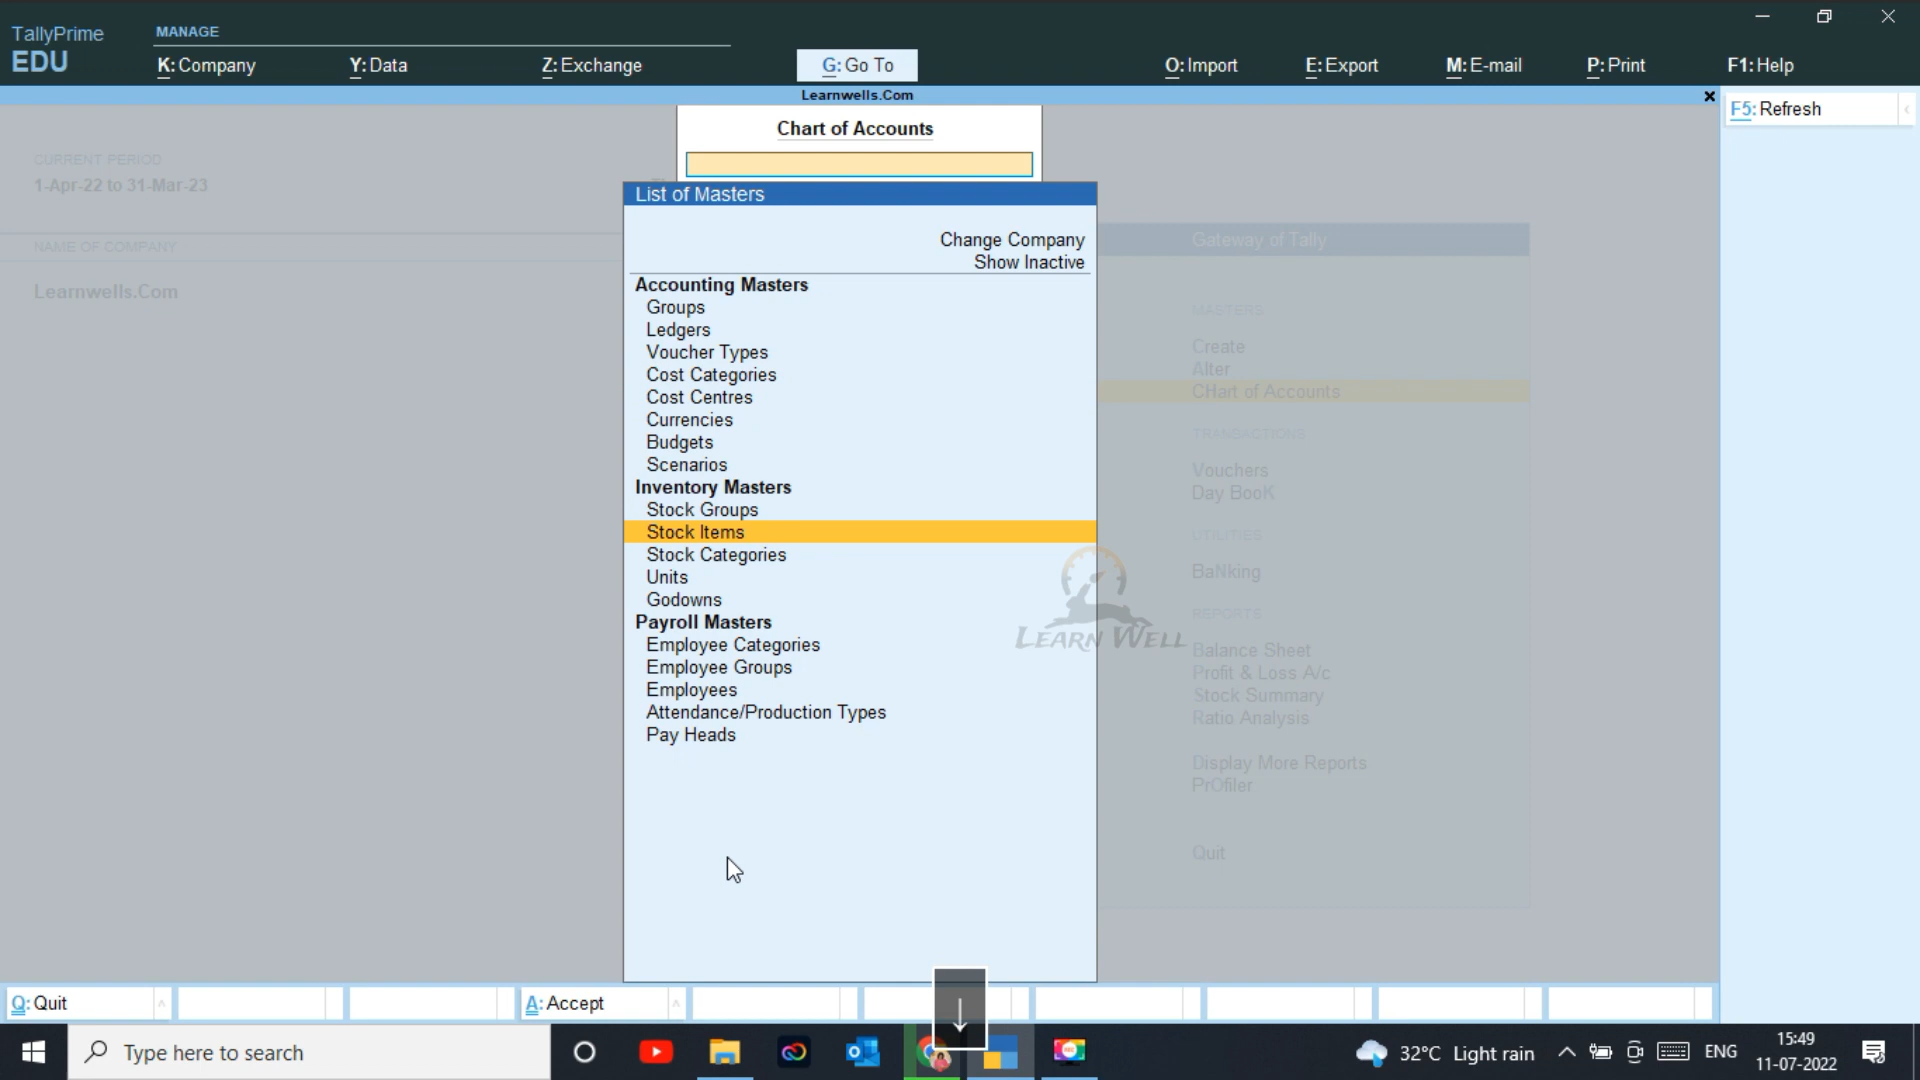 TallyPrime
EDU
MANAGE
K: Company
Y: Data
Z: Exchange
G: Go To
O: Import
E: Export
M: E-mail
P: Print
F1: Help
Learnwells.Com
F5: Refresh
Chart of Accounts
CURRENT PERIOD
1-Apr-22 to 31-Mar-23
NAME OF COMPANY
Learnwells.Com
List of Masters
Change Company
Show Inactive
Accounting Masters
Groups
Ledgers
Voucher Types
Cost Categories
Cost Centres
Currencies
Budgets
Scenarios
Inventory Masters
Stock Groups
Stock Items
Stock Categories
Units
Godowns
Payroll Masters
Employee Categories
Employee Groups
Employees
Attendance/Production Types
Pay Heads
Gateway of Tally
MASTERS
Create
Alter
CHart of Accounts
TRANSACTIONS
Vouchers
Day BooK
UTILITIES
BaNking
REPORTS
Balance Sheet
Profit & Loss A/c
Stock Summary
Ratio Analysis
Display More Reports
PrOfiler
Quit
LEARN WELL
Q: Quit
A: Accept
Type here to search
32°C Light rain
ENG
15:49
11-07-2022